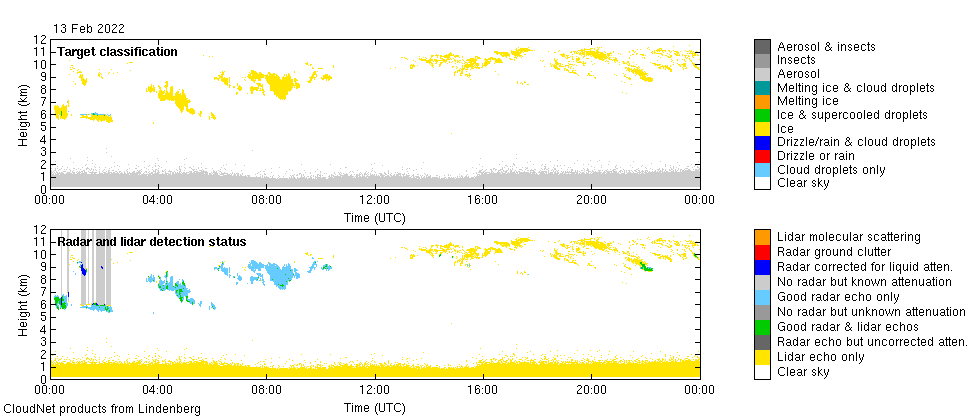 13 Feb 2022
Target classification
Height (km)
12
11
10
9
8
7
6
5
4
3
2
1
0
00:00 04:00 08:00 12:00 16:00 20:00 00:00
Time (UTC)
Aerosol & insects
Insects
Aerosol
Melting ice & cloud droplets
Melting ice
Ice & supercooled droplets
Ice
Drizzle/rain & cloud droplets
Drizzle or rain
Cloud droplets only
Clear sky
Radar and lidar detection status
Height (km)
12
11
10
9
8
7
6
5
4
3
2
1
0
00:00 04:00 08:00 12:00 16:00 20:00 00:00
Time (UTC)
Lidar molecular scattering
Radar ground clutter
Radar corrected for liquid atten.
No radar but known attenuation
Good radar echo only
No radar but unknown attenuation
Good radar & lidar echos
Radar echo but uncorrected atten.
Lidar echo only
Clear sky
CloudNet products from Lindenberg